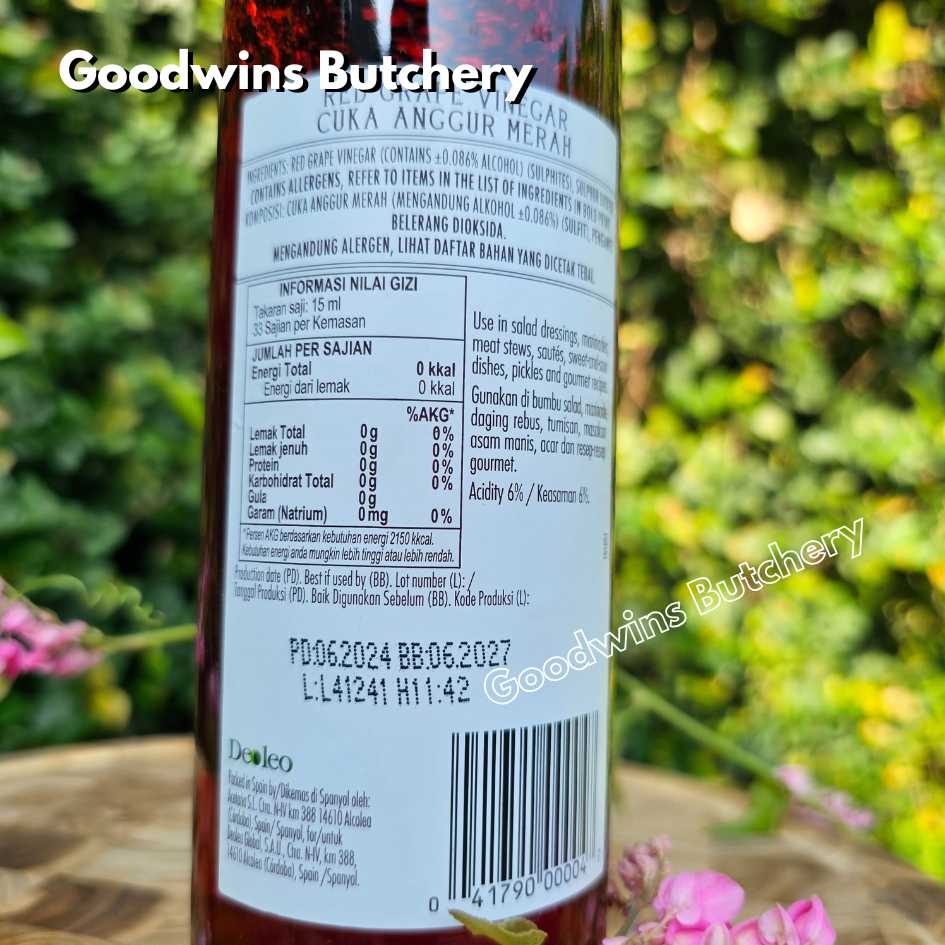 Goodwins Butchery
RED GRAPE VINEGAR
CUKA ANGGUR MERAH
INGREDIENTS: RED GRAPE VINEGAR (CONTAINS ±0.086% ALCOHOL) (SULPHITES),
CONTAINS ALLERGENS, REFER TO ITEMS IN THE LIST OF INGREDIENTS IN BOLD
KOMPOSISI: CUKA ANGGUR MERAH (MENGANDUNG ALKOHOL ±0.086%) (SULFIT),
BELERANG DIOKSIDA.
MENGANDUNG ALERGEN, LIHAT DAFTAR BAHAN YANG DICETAK TEBAL.
INFORMASI NILAI GIZI
Takaran saji: 15 ml
33 Sajian per Kemasan
JUMLAH PER SAJIAN
Energi Total 0 kkal
Energi dari lemak 0 kkal
%AKG*
Lemak Total 0g 0%
Lemak jenuh 0g 0%
Protein 0g 0%
Karbohidrat Total 0g 0%
Gula 0g
Garam (Natrium) 0mg 0%
*Persen AKG berdasarkan kebutuhan energi 2150 kkcal.
Kebutuhan energi anda mungkin lebih tinggi atau lebih rendah.
Use in salad dressings,
meat stews, sautés,
dishes, pickles and gourmet
Gunakan di bumbu salad,
daging rebus, tumisan,
asam manis, acar dan
gourmet.
Acidity 6% / Keasaman 6%.
Production date (PD). Best if used by (BB). Lot number (L): /
Tanggal Produksi (PD). Baik Digunakan Sebelum (BB). Kode Produksi (L):
PD:06.2024 BB:06.2027
L:L41241 H11:42
Goodwins Butchery
Deoleo
Packed in Spain by/Dikemas di Spanyol oleh:
S.L. Ctra. N-IV km 388 14610 Alcolea
(Córdoba) Spain/ Spanyol, for/untuk
Deoleo Global, S.A.U., Ctra. N-IV, km 388,
14610 Alcolea (Córdoba), Spain /Spanyol.
0 41790 00004